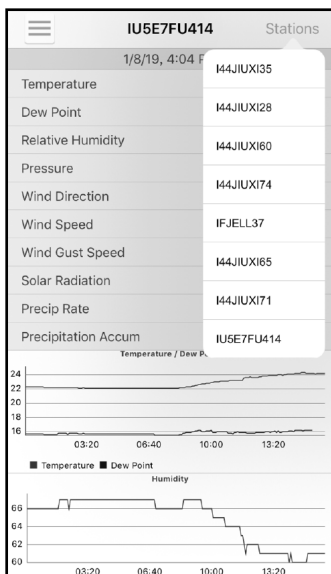 IU5E7FU414 Stations
1/8/19, 4:04 P
Temperature
Dew Point
Relative Humidity
Pressure
Wind Direction
Wind Speed
Wind Gust Speed
Solar Radiation
Precip Rate
Precipitation Accum
I44JIUXI35
I44JIUXI28
I44JIUXI60
I44JIUXI74
IFJELL37
I44JIUXI65
I44JIUXI71
IU5E7FU414
Temperature / Dew Po
24
22
20
18
16
03:20 06:40 10:00 13:20
Temperature Dew Point
Humidity
66
64
62
60
03:20 06:40 10:00 13:20